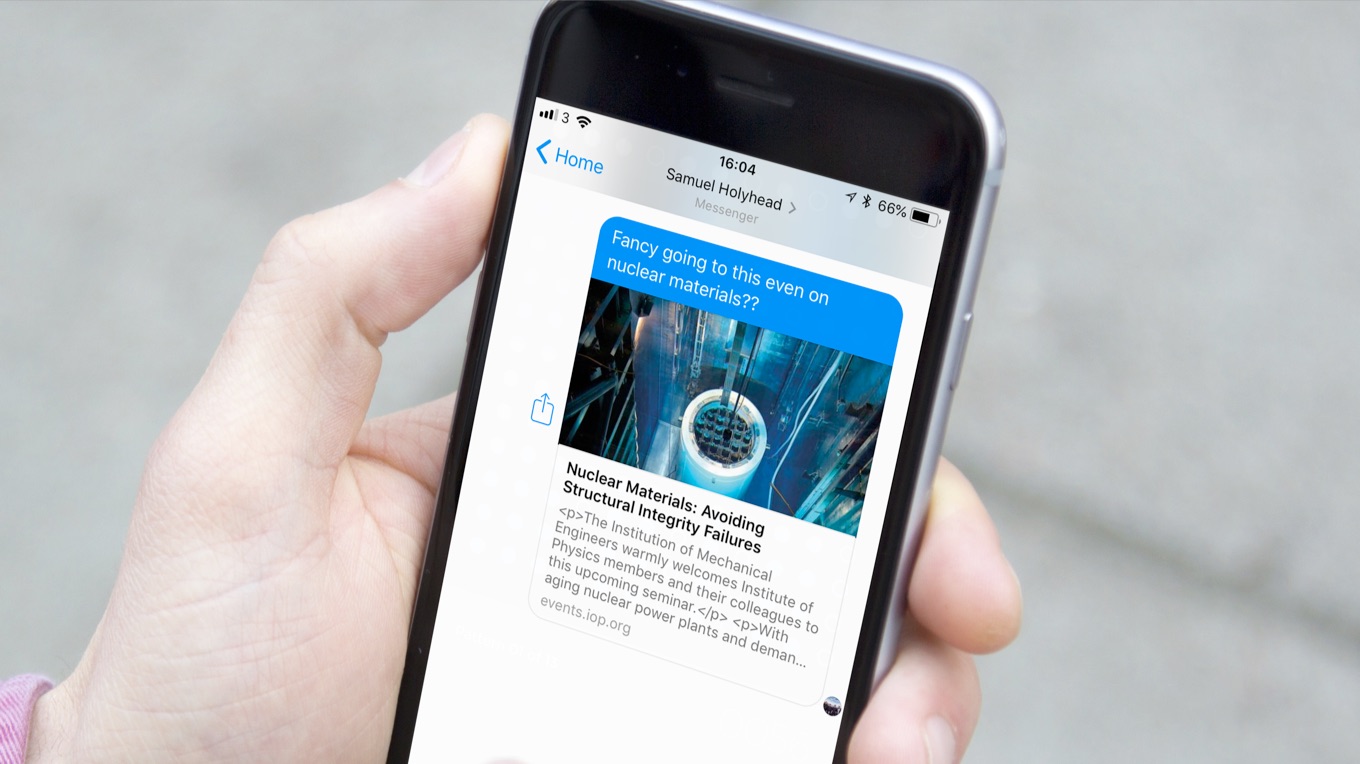 3
16:04
66%
Home
Samuel Holyhead
Messenger
Fancy going to this even on
nuclear materials??
Nuclear Materials: Avoiding
Structural Integrity Failures
<p>The Institution of Mechanical
Engineers warmly welcomes Institute of
Physics members and their colleagues to
this upcoming seminar.</p> <p>With
aging nuclear power plants and deman...
events.iop.org